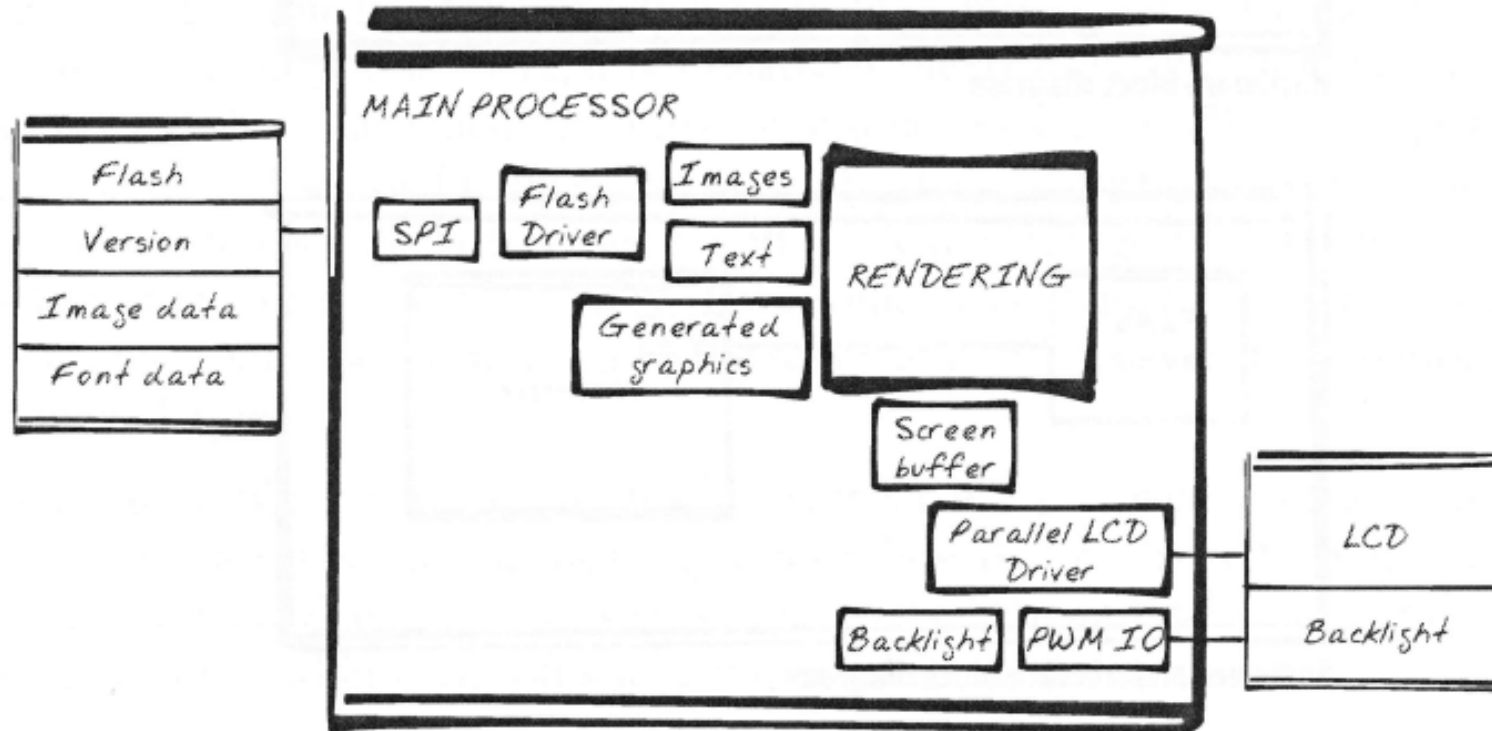 MAIN PROCESSOR
Flash
Version
Image data
Font data
SPI
Flash
Driver
Images
Text
Generated
graphics
RENDERING
Screen
buffer
Parallel LCD
Driver
Backlight
PWM IO
LCD
Backlight